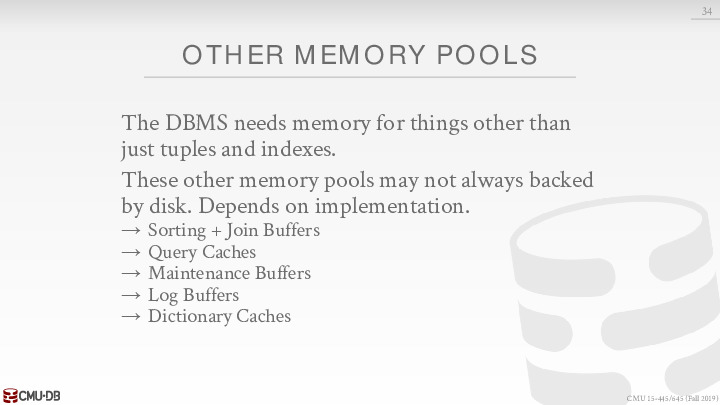 34
OTHER MEMORY POOLS
The DBMS needs memory for things other than
just tuples and indexes.
These other memory pools may not always backed
by disk. Depends on implementation.
→ Sorting + Join Buffers
→ Query Caches
→ Maintenance Buffers
→ Log Buffers
→ Dictionary Caches
CMU·DB
CMU 15-445/645 (Fall 2019)